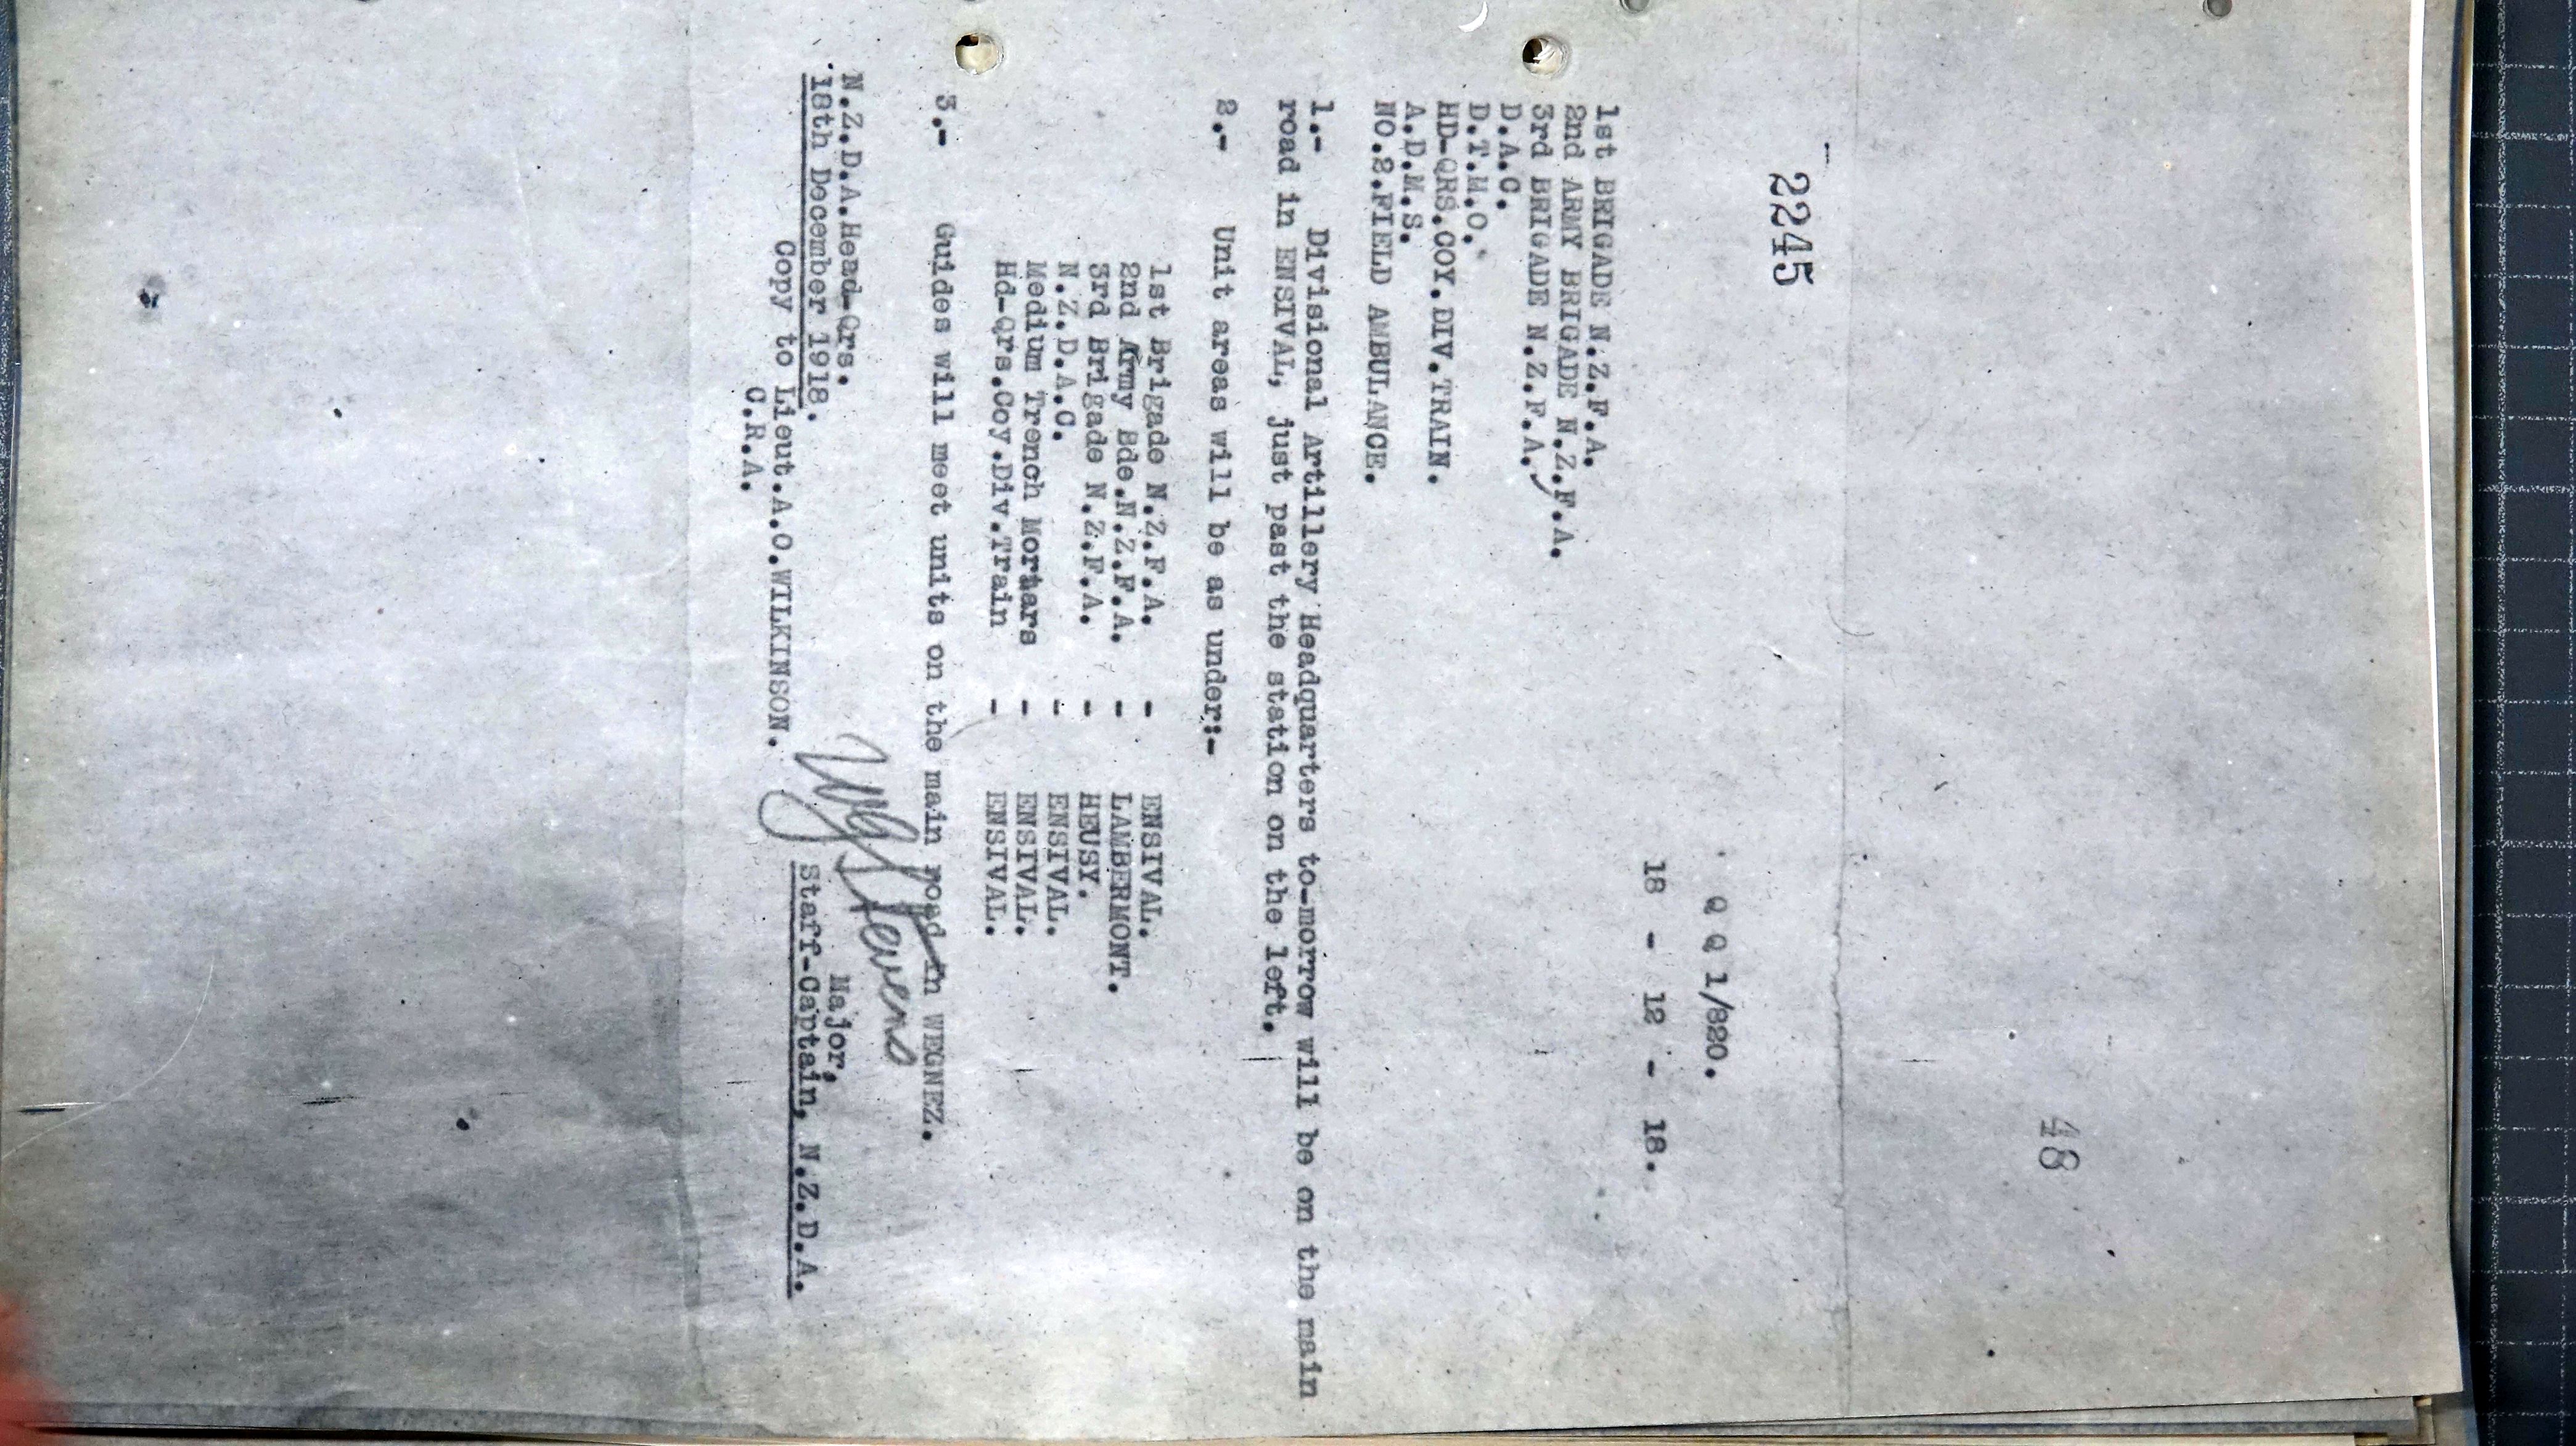 48
2245
Q Q 1/820.
18 - 12 - 18.
1st BRIGADE N.Z.F.A.
2nd ARMY BRIGADE N.Z.F.A.
3rd BRIGADE N.Z.F.A.
D.A.C.
D.T.M.O.
HD-QRS.COY.DIV.TRAIN.
A.D.M.S.
NO.2.FIELD AMBULANCE.
1.- Divisional Artillery Headquarters to-morrow will be on the main
road in ENSIVAL, just past the station on the left.
2.- Unit areas will be as under:-
1st Brigade N.Z.F.A. - ENSIVAL.
2nd Army Bde.N.Z.F.A. - LAMBERMONT.
3rd Brigade N.Z.F.A. - HEUSY.
N.Z.D.A.C. - ENSIVAL.
Medium Trench Mortars - ENSIVAL.
Hd-Qrs.Coy.Div.Train - ENSIVAL.
3.- Guides will meet units on the main road in WEGNEZ.
Stevens
Major,
N.Z.D.A.Head-Qrs. Staff-Captain, N.Z.D.A.
18th December 1918.
Copy to Lieut.A.O.WILKINSON.
C.R.A.